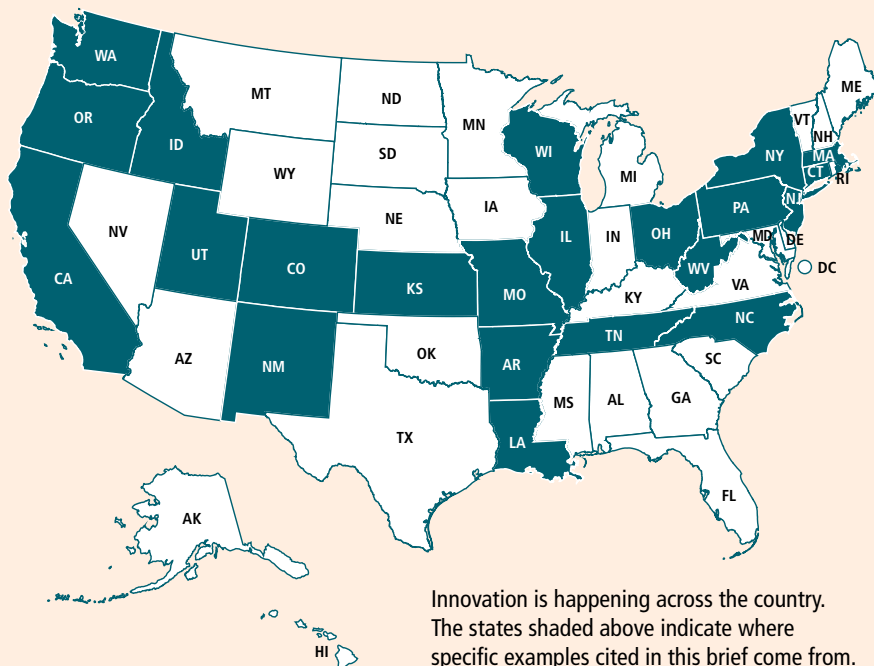 WA
MT
ND
MN
ME
VT
NH
OR
ID
SD
WI
NY
MA
CT
RI
WY
MI
IA
NE
PA
NJ
NV
UT
CO
IL
IN
OH
MD
DE
CA
KS
MO
WV
VA
DC
KY
NC
AZ
NM
OK
TN
AR
SC
MS
AL
GA
TX
LA
FL
AK
HI
Innovation is happening across the country.
The states shaded above indicate where
specific examples cited in this brief come from.